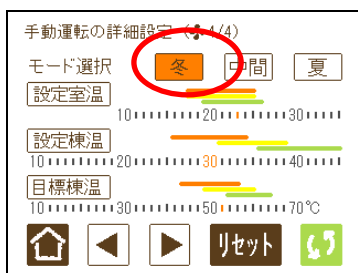 手動運転の詳細設定 (4/4)
モード選択 冬 中間 夏
設定室温
10 20 30
設定棟温
10 20 30 40
目標棟温
10 30 50 70℃
リセット